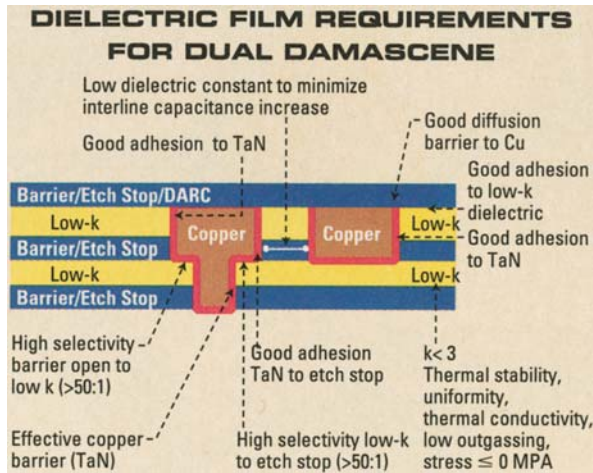 DIELECTRIC FILM REQUIREMENTS
FOR DUAL DAMASCENE
Low dielectric constant to minimize
interline capacitance increase
Good adhesion to TaN
Good diffusion
barrier to Cu
Good adhesion
to low-k
dielectric
Good adhesion
to TaN
Barrier/Etch Stop/DARC
Low-k
Copper
Copper
Low-k
Barrier/Etch Stop
Low-k
Low-k
Barrier/Etch Stop
High selectivity
barrier open to
low k (>50:1)
Good adhesion
TaN to etch stop
k< 3
Thermal stability,
uniformity,
thermal conductivity,
low outgassing,
stress ≤ 0 MPA
Effective copper
barrier (TaN)
High selectivity low-k
to etch stop (>50:1)